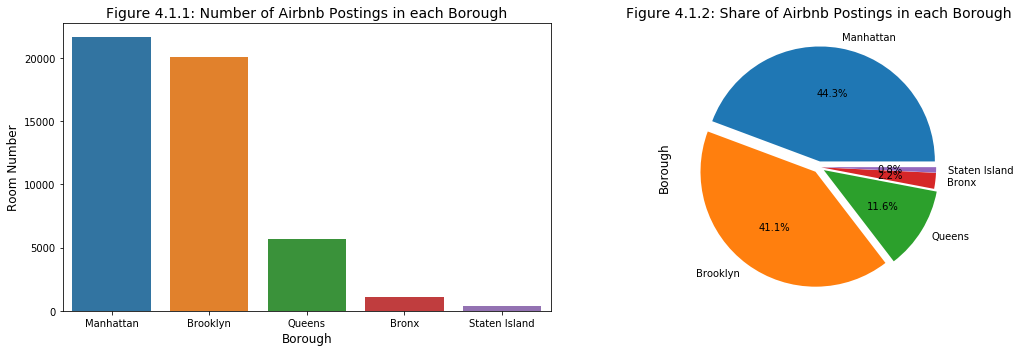 Figure 4.1.1: Number of Airbnb Postings in each Borough
Room Number
20000
15000
10000
5000
0
Manhattan
Brooklyn
Queens
Bronx
Staten Island
Borough
Figure 4.1.2: Share of Airbnb Postings in each Borough
Borough
Manhattan
44.3%
Brooklyn
41.1%
Queens
11.6%
Bronx
2.2%
Staten Island
0.8%